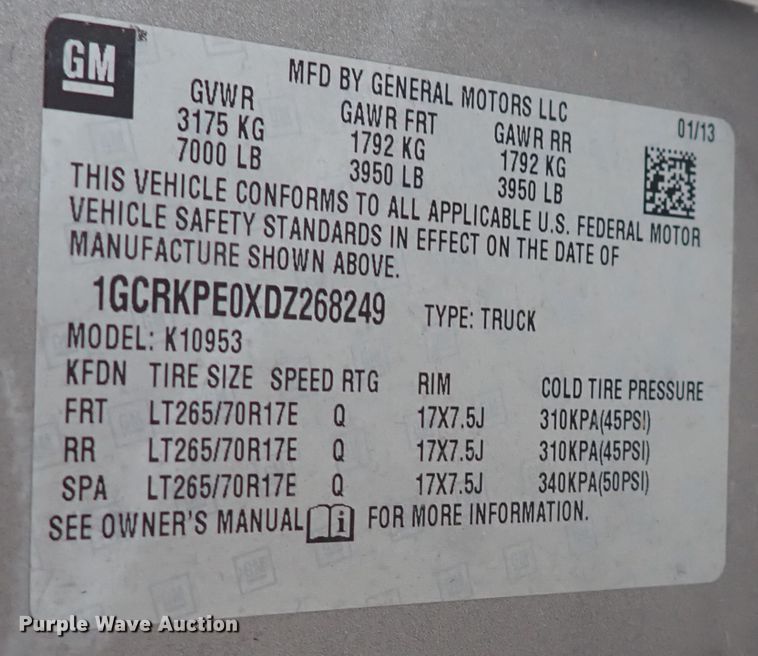 GM
MFD BY GENERAL MOTORS LLC
01/13
GVWR GAWR FRT GAWR RR
3175 KG 1792 KG 1792 KG
7000 LB 3950 LB 3950 LB
THIS VEHICLE CONFORMS TO ALL APPLICABLE U.S. FEDERAL MOTOR
VEHICLE SAFETY STANDARDS IN EFFECT ON THE DATE OF
MANUFACTURE SHOWN ABOVE.
1GCRKPE0XDZ268249 TYPE: TRUCK
MODEL: K10953
KFDN TIRE SIZE SPEED RTG RIM COLD TIRE PRESSURE
FRT LT265/70R17E Q 17X7.5J 310KPA(45PSI)
RR LT265/70R17E Q 17X7.5J 310KPA(45PSI)
SPA LT265/70R17E Q 17X7.5J 340KPA(50PSI)
SEE OWNER'S MANUAL i FOR MORE INFORMATION.
Purple Wave Auction